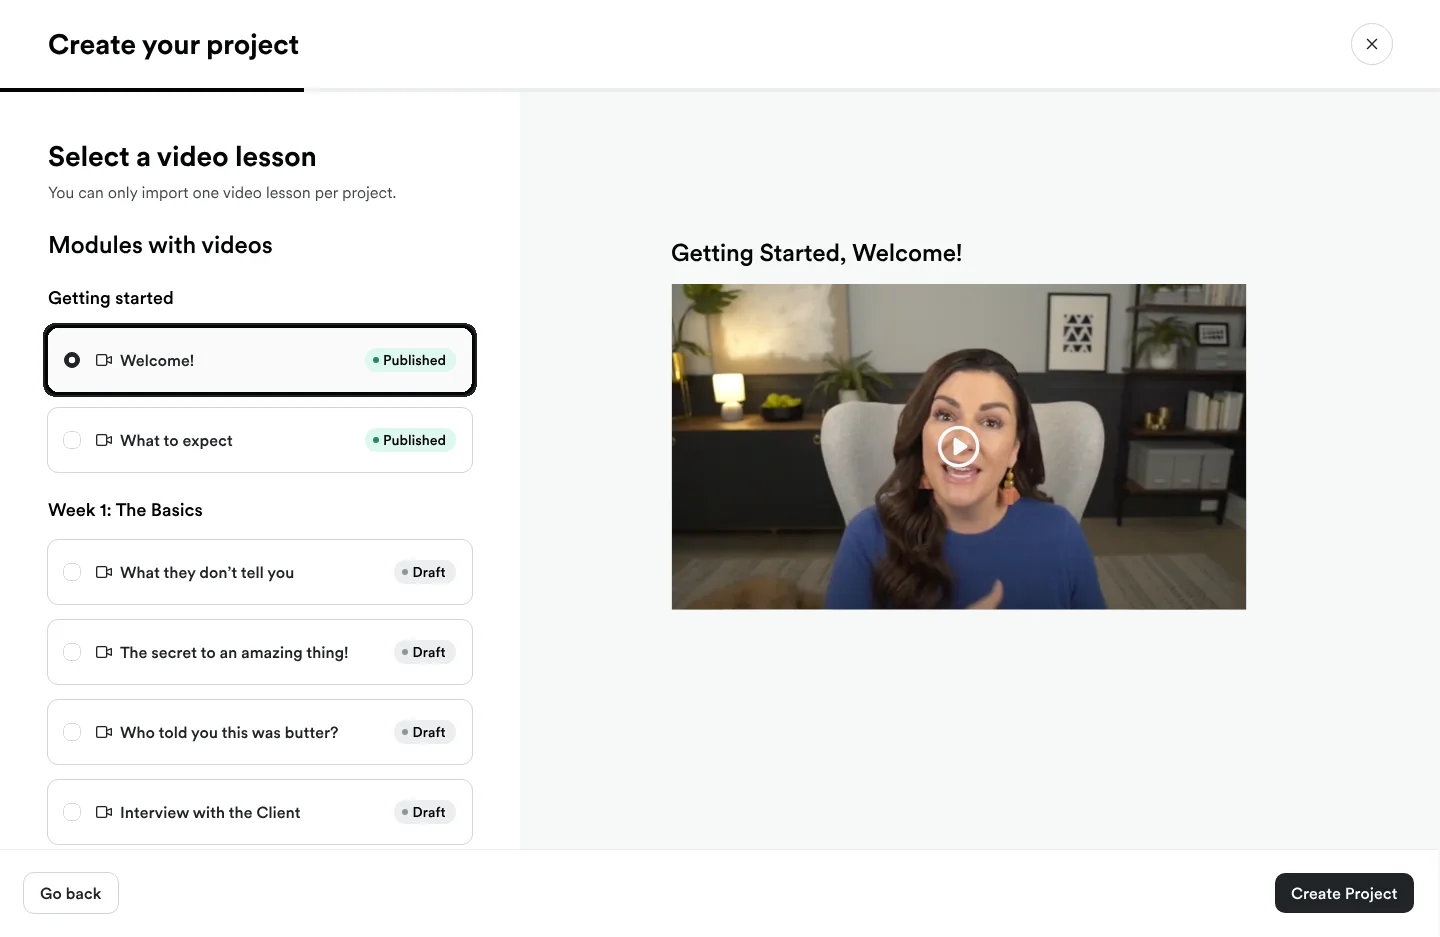 Create your project
Select a video lesson
You can only import one video lesson per project.
Modules with videos
Getting started
Welcome! Published
What to expect Published
Week 1: The Basics
What they don’t tell you Draft
The secret to an amazing thing! Draft
Who told you this was butter? Draft
Interview with the Client Draft
Getting Started, Welcome!
Go back
Create Project